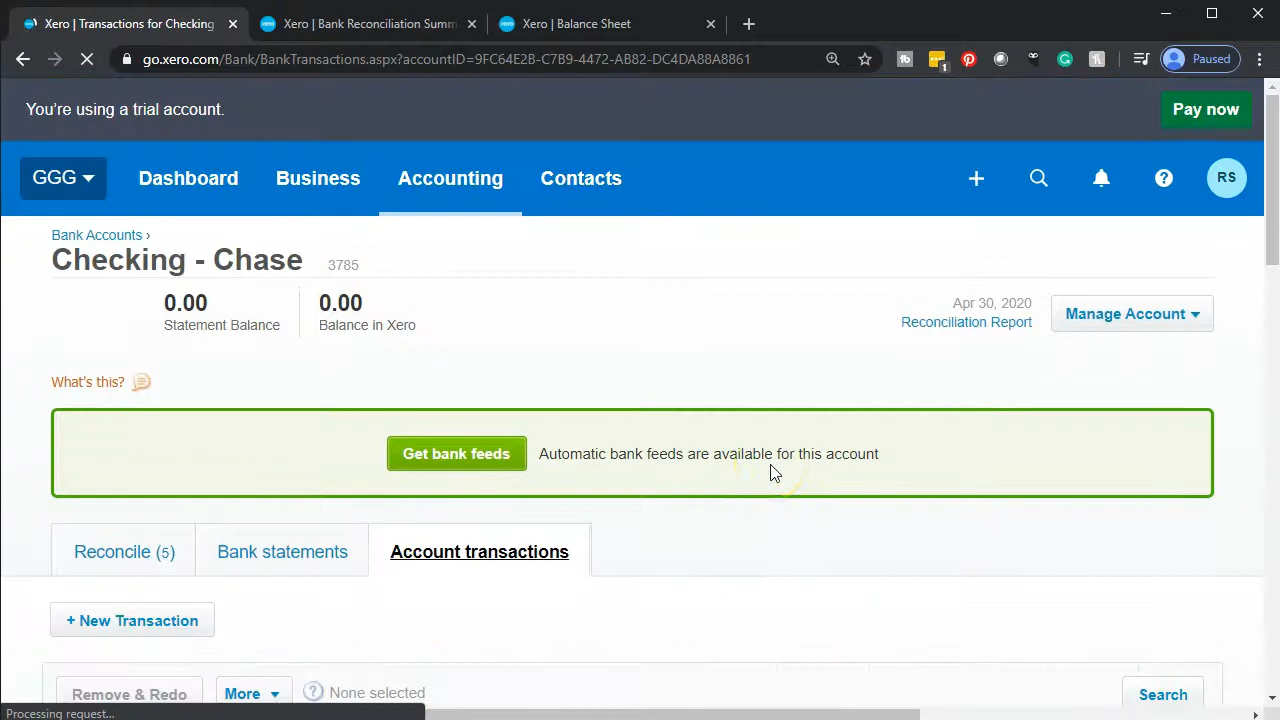 Xero | Transactions for Checking
Xero | Bank Reconciliation Summ
Xero | Balance Sheet
go.xero.com/Bank/BankTransactions.aspx?accountID=9FC64E2B-C7B9-4472-AB82-DC4DA88A8861
1
Paused
You're using a trial account.
Pay now
GGG
Dashboard
Business
Accounting
Contacts
RS
Bank Accounts ›
Checking - Chase 3785
0.00
Statement Balance
0.00
Balance in Xero
Apr 30, 2020
Reconciliation Report
Manage Account
What's this?
Get bank feeds
Automatic bank feeds are available for this account
Reconcile (5)
Bank statements
Account transactions
+ New Transaction
Remove & Redo
More
? None selected
Search
Processing request...